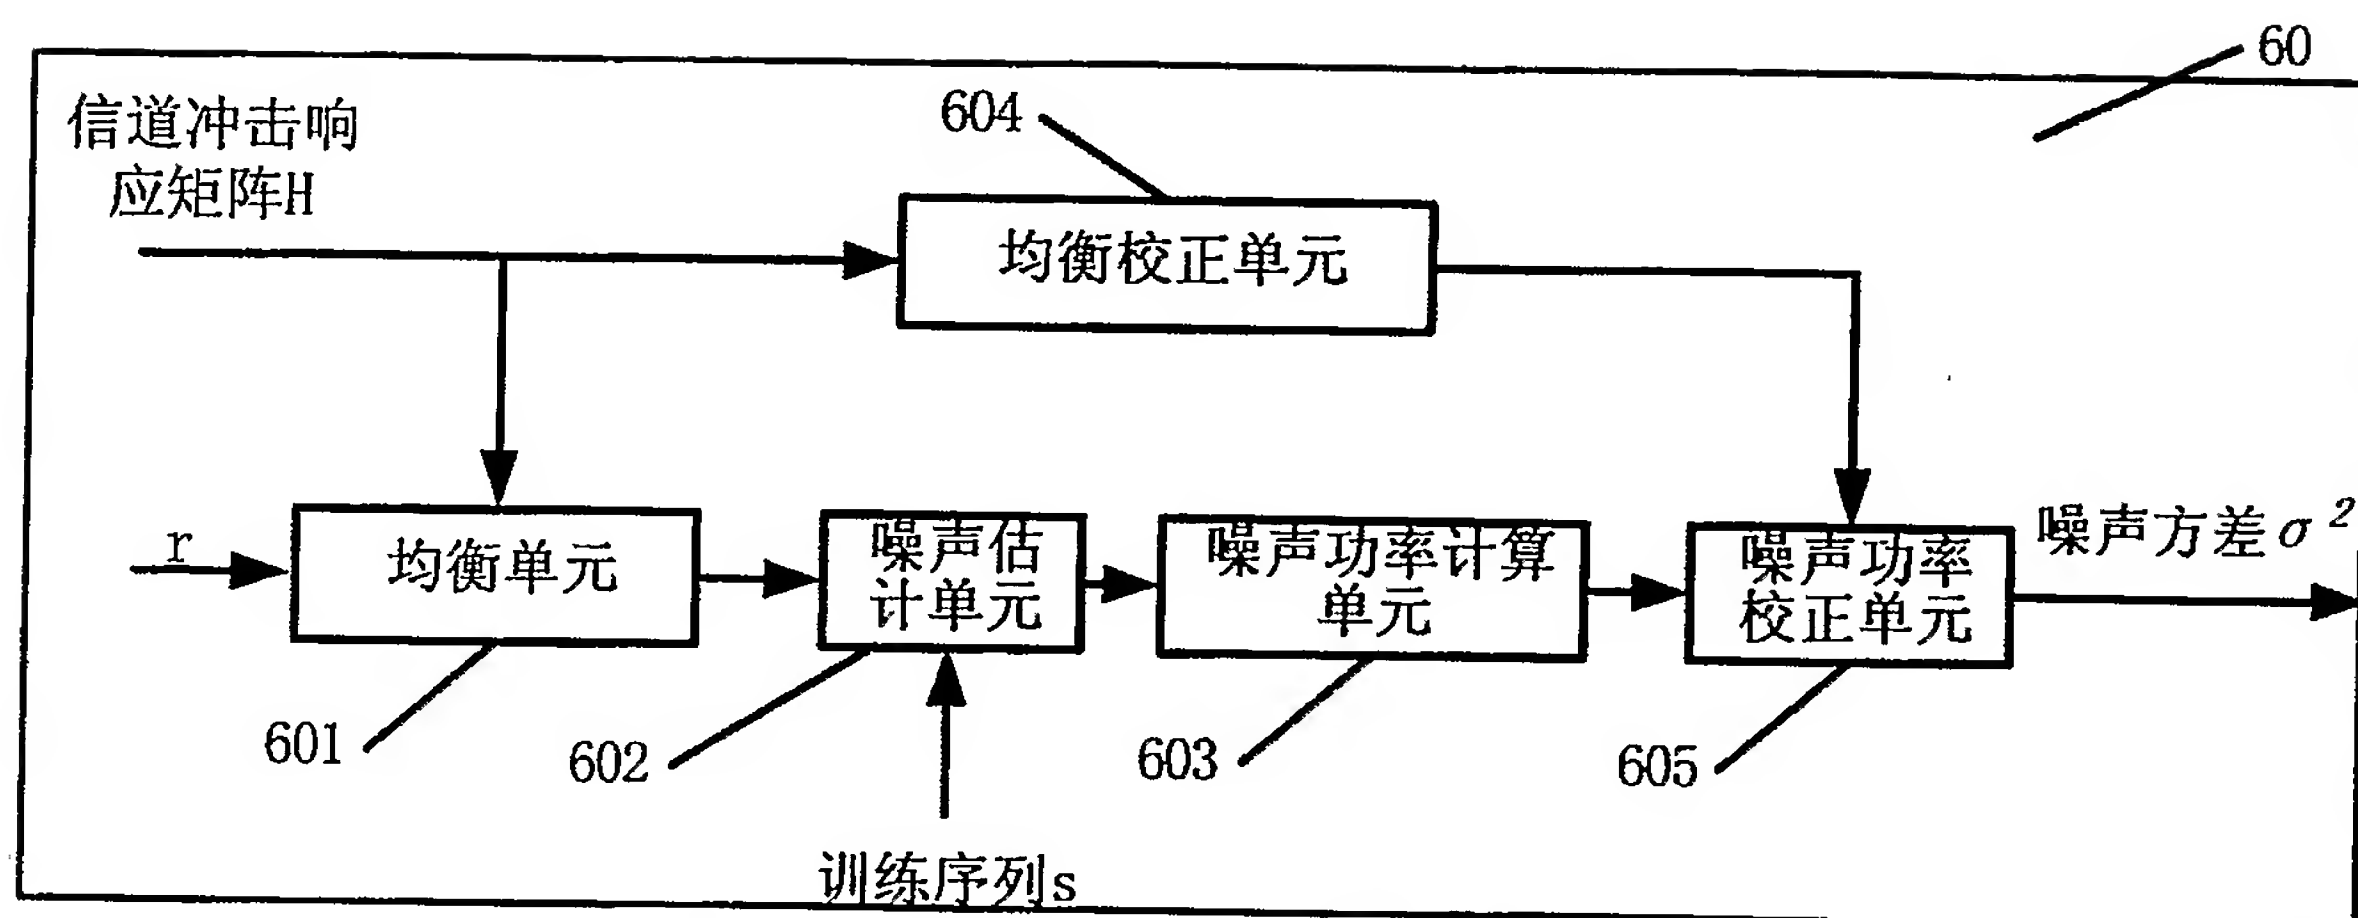 60
信道冲击响
应矩阵H
604
均衡校正单元
r
均衡单元
噪声估
计单元
噪声功率计算
单元
噪声功率
校正单元
噪声方差σ²
601
602
603
605
训练序列s